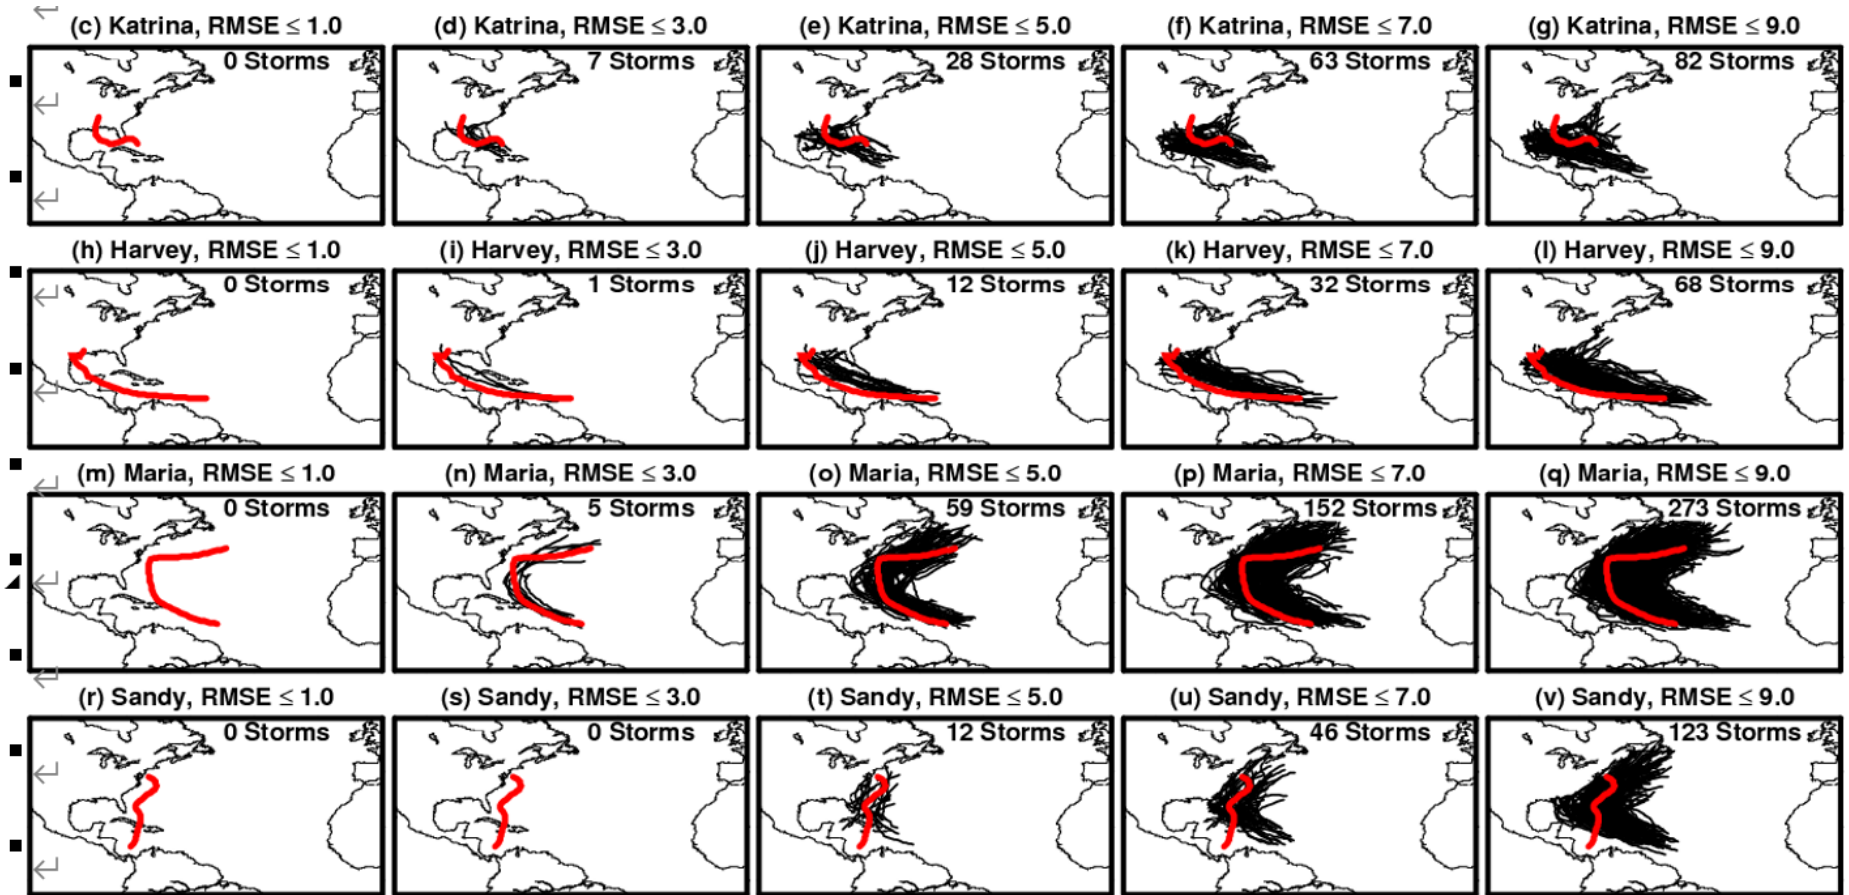 (c) Katrina, RMSE ≤ 1.0
(d) Katrina, RMSE ≤ 3.0
(e) Katrina, RMSE ≤ 5.0
(f) Katrina, RMSE ≤ 7.0
(g) Katrina, RMSE ≤ 9.0
0 Storms
7 Storms
28 Storms
63 Storms
82 Storms
(h) Harvey, RMSE ≤ 1.0
(i) Harvey, RMSE ≤ 3.0
(j) Harvey, RMSE ≤ 5.0
(k) Harvey, RMSE ≤ 7.0
(l) Harvey, RMSE ≤ 9.0
0 Storms
1 Storms
12 Storms
32 Storms
68 Storms
(m) Maria, RMSE ≤ 1.0
(n) Maria, RMSE ≤ 3.0
(o) Maria, RMSE ≤ 5.0
(p) Maria, RMSE ≤ 7.0
(q) Maria, RMSE ≤ 9.0
0 Storms
5 Storms
59 Storms
152 Storms
273 Storms
(r) Sandy, RMSE ≤ 1.0
(s) Sandy, RMSE ≤ 3.0
(t) Sandy, RMSE ≤ 5.0
(u) Sandy, RMSE ≤ 7.0
(v) Sandy, RMSE ≤ 9.0
0 Storms
0 Storms
12 Storms
46 Storms
123 Storms